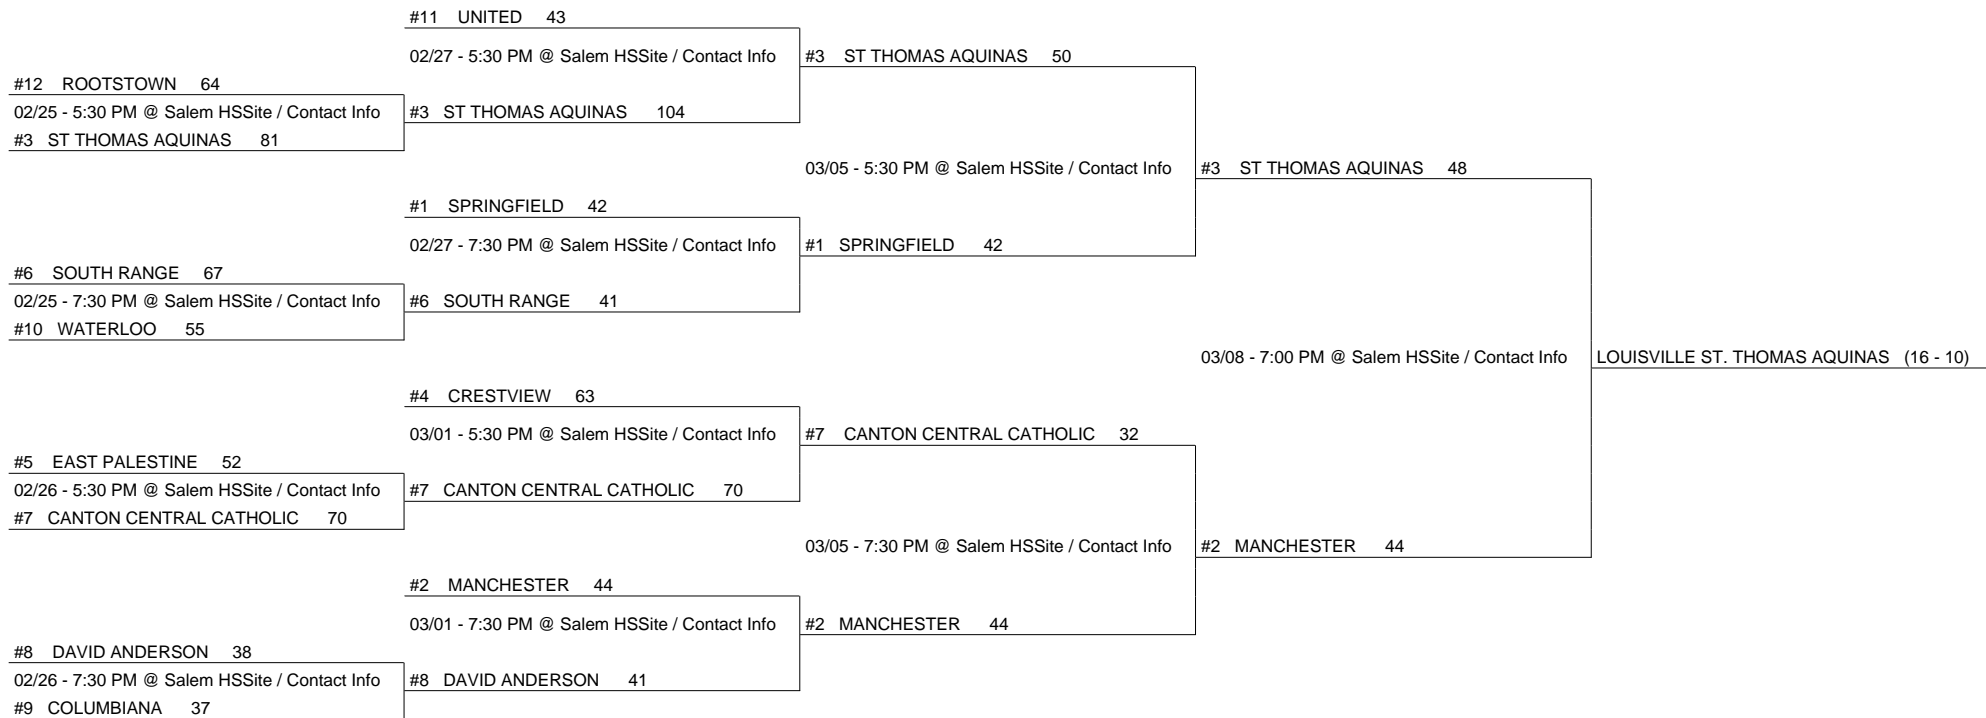 #11 UNITED 43
02/27 - 5:30 PM @ Salem HSSite / Contact Info
#3 ST THOMAS AQUINAS 50
#12 ROOTSTOWN 64
02/25 - 5:30 PM @ Salem HSSite / Contact Info
#3 ST THOMAS AQUINAS 104
#3 ST THOMAS AQUINAS 81
03/05 - 5:30 PM @ Salem HSSite / Contact Info
#3 ST THOMAS AQUINAS 48
#1 SPRINGFIELD 42
02/27 - 7:30 PM @ Salem HSSite / Contact Info
#1 SPRINGFIELD 42
#6 SOUTH RANGE 67
02/25 - 7:30 PM @ Salem HSSite / Contact Info
#6 SOUTH RANGE 41
#10 WATERLOO 55
03/08 - 7:00 PM @ Salem HSSite / Contact Info
LOUISVILLE ST. THOMAS AQUINAS (16 - 10)
#4 CRESTVIEW 63
03/01 - 5:30 PM @ Salem HSSite / Contact Info
#7 CANTON CENTRAL CATHOLIC 32
#5 EAST PALESTINE 52
02/26 - 5:30 PM @ Salem HSSite / Contact Info
#7 CANTON CENTRAL CATHOLIC 70
#7 CANTON CENTRAL CATHOLIC 70
03/05 - 7:30 PM @ Salem HSSite / Contact Info
#2 MANCHESTER 44
#2 MANCHESTER 44
03/01 - 7:30 PM @ Salem HSSite / Contact Info
#2 MANCHESTER 44
#8 DAVID ANDERSON 38
02/26 - 7:30 PM @ Salem HSSite / Contact Info
#8 DAVID ANDERSON 41
#9 COLUMBIANA 37